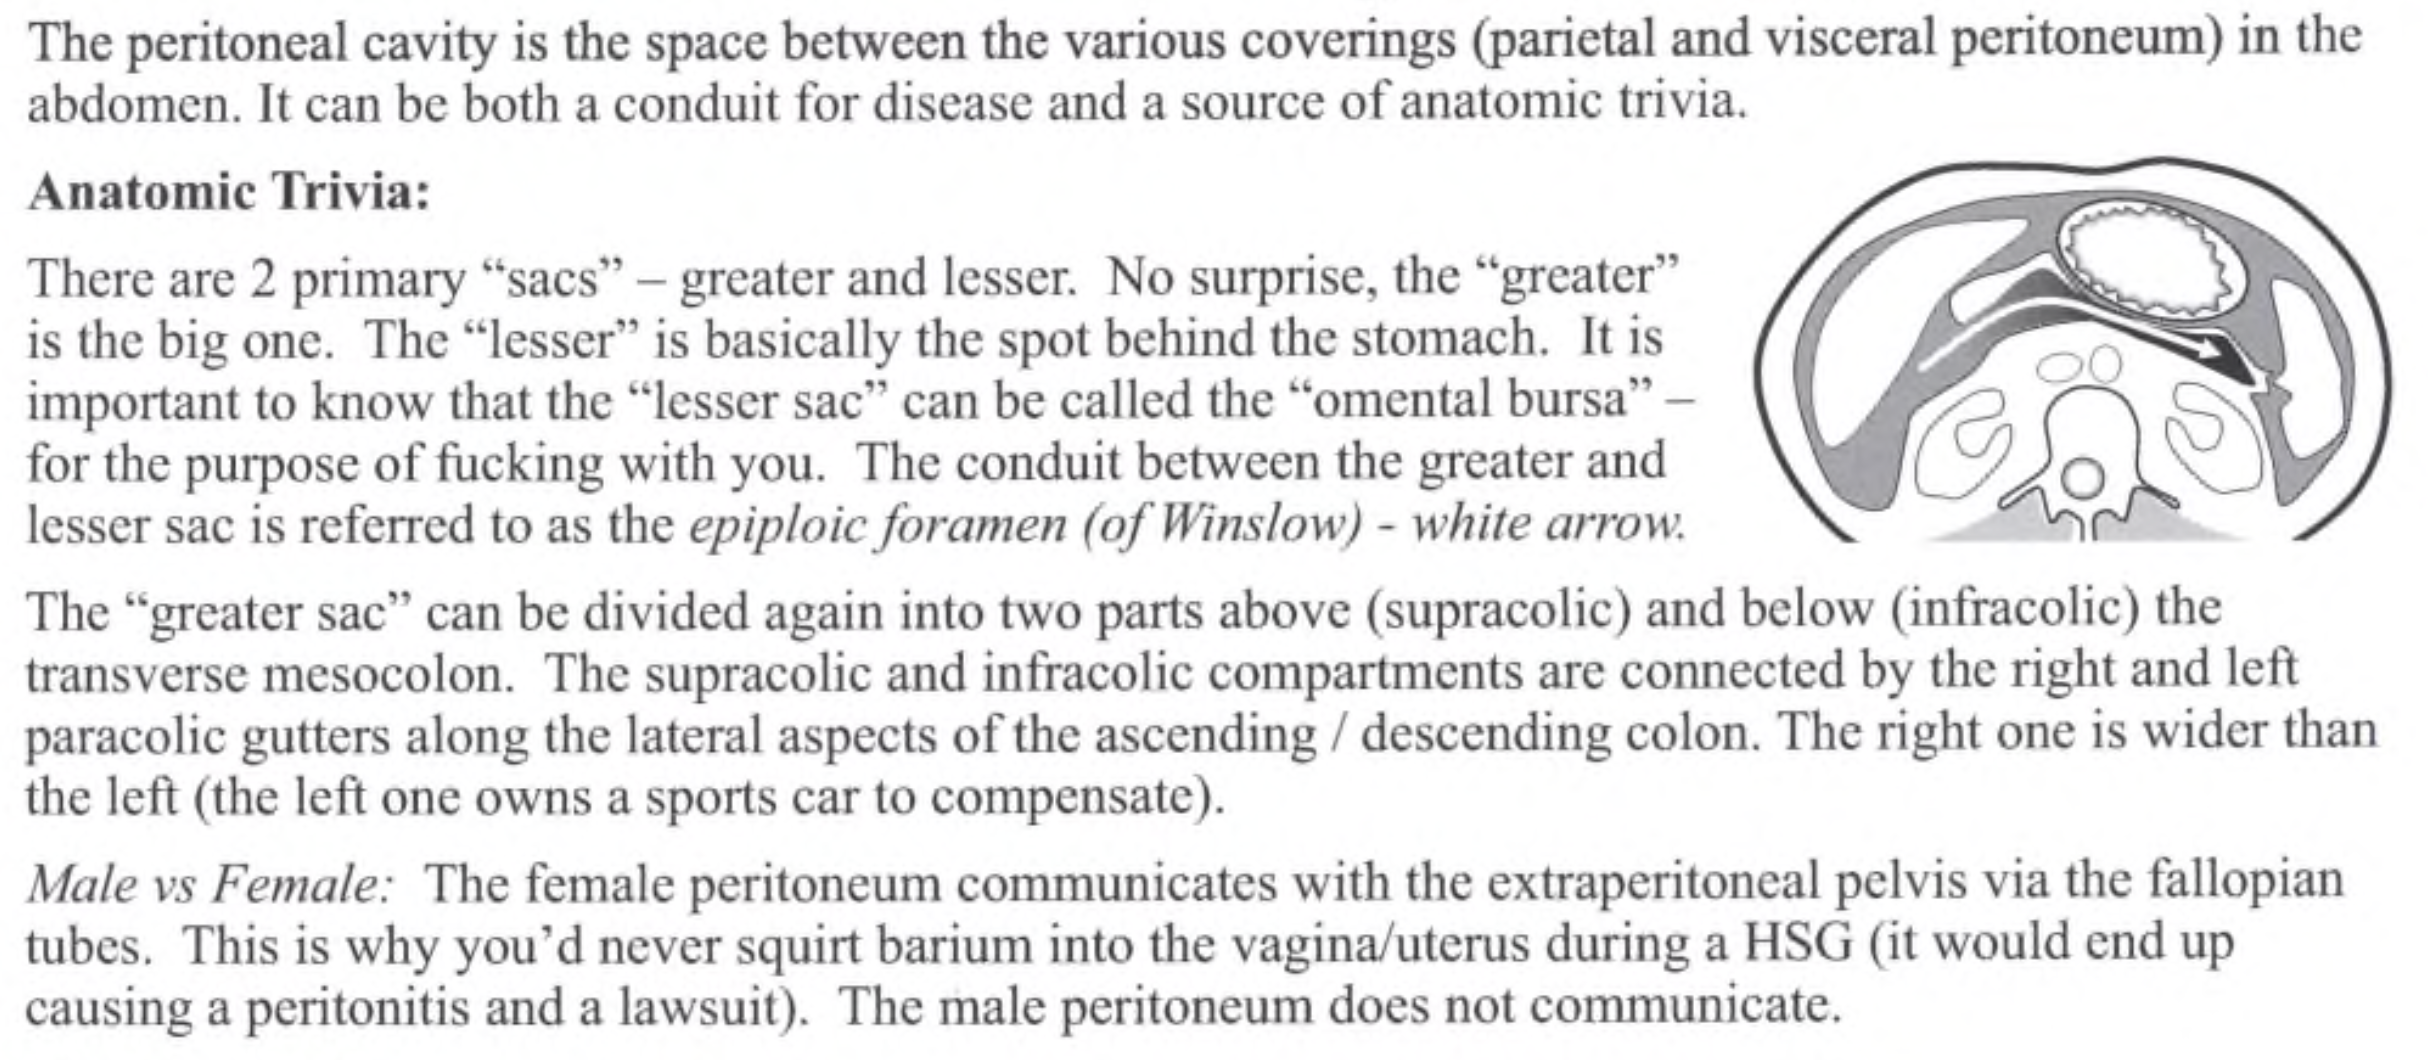 The peritoneal cavity is the space between the various coverings (parietal and visceral peritoneum) in the
abdomen. It can be both a conduit for disease and a source of anatomic trivia.
Anatomic Trivia:
There are 2 primary “sacs” – greater and lesser. No surprise, the “greater”
is the big one. The “lesser” is basically the spot behind the stomach. It is
important to know that the “lesser sac” can be called the “omental bursa” –
for the purpose of fucking with you. The conduit between the greater and
lesser sac is referred to as the epiploic foramen (of Winslow) - white arrow.
The “greater sac” can be divided again into two parts above (supracolic) and below (infracolic) the
transverse mesocolon. The supracolic and infracolic compartments are connected by the right and left
paracolic gutters along the lateral aspects of the ascending / descending colon. The right one is wider than
the left (the left one owns a sports car to compensate).
Male vs Female: The female peritoneum communicates with the extraperitoneal pelvis via the fallopian
tubes. This is why you’d never squirt barium into the vagina/uterus during a HSG (it would end up
causing a peritonitis and a lawsuit). The male peritoneum does not communicate.